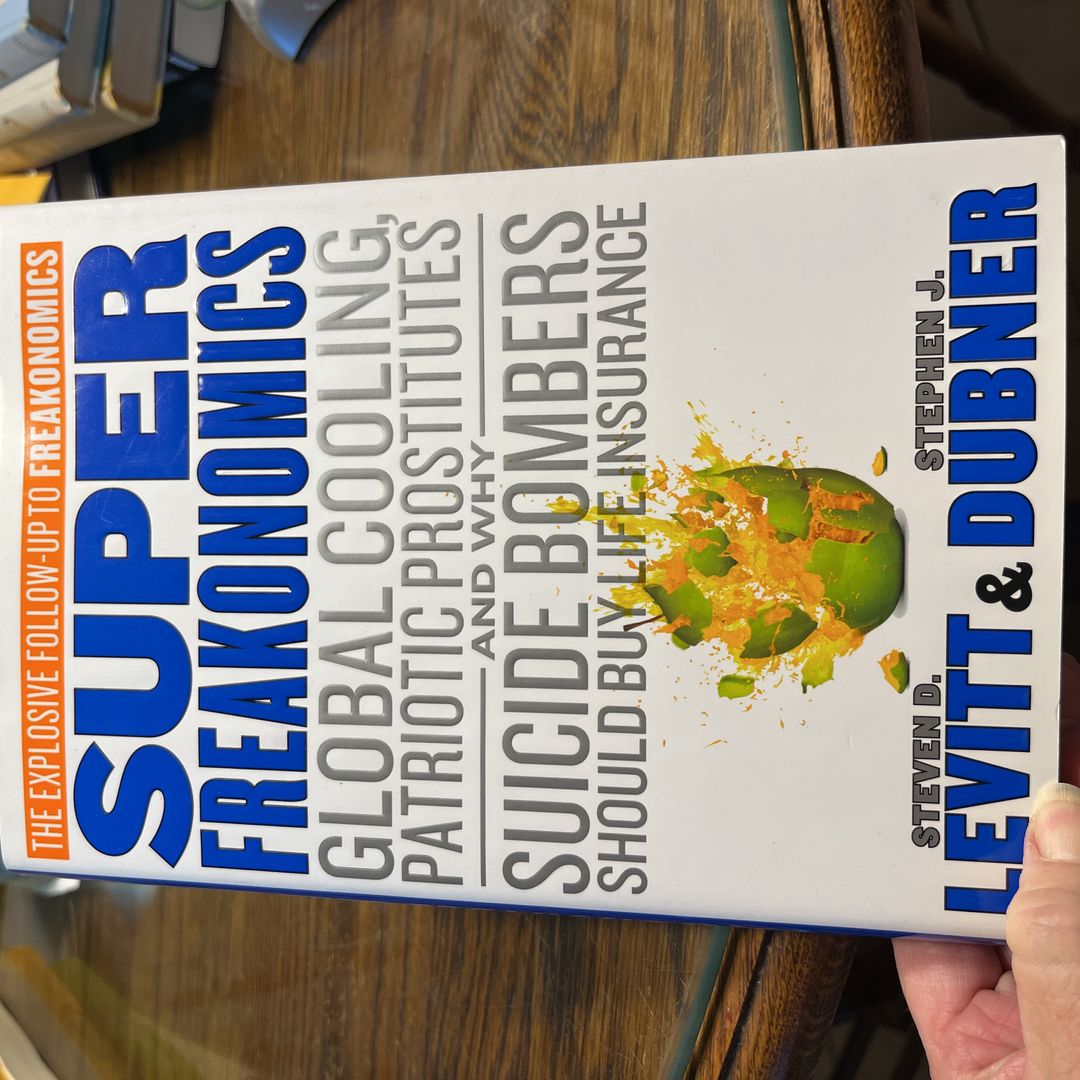 THE EXPLOSIVE FOLLOW-UP TO FREAKONOMICS
SUPER
FREAKONOMICS
GLOBAL COOLING,
PATRIOTIC PROSTITUTES
AND WHY
SUICIDE BOMBERS
SHOULD BUY LIFE INSURANCE
STEVEN D. STEPHEN J.
LEVITT & DUBNER